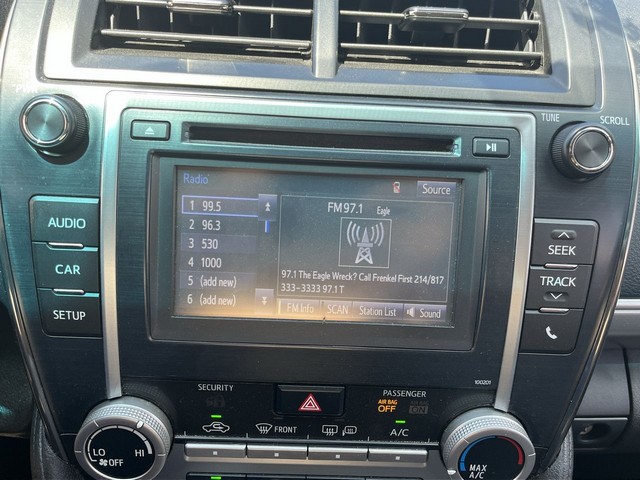 TUNE
SCROLL
Radio
Source
1 99.5
2 96.3
3 530
4 1000
5 (add new)
6 (add new)
FM 97.1 Eagle
97.1 The Eagle Wreck? Call Frenkel First 214/817
333-3333 97.1 T
FM Info
SCAN
Station List
Sound
AUDIO
CAR
SETUP
SEEK
TRACK
100201
SECURITY
PASSENGER
AIR BAG
OFF
ON
FRONT
A/C
LO
HI
OFF
MAX
A/C